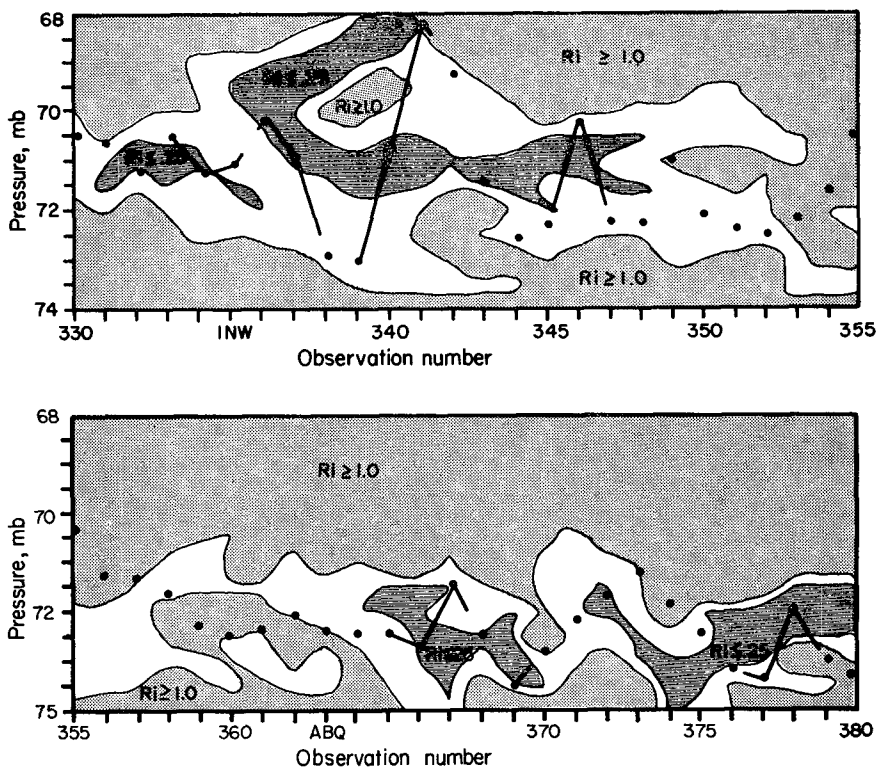 68
70
72
74
Pressure, mb
Ri ≥ 1.0
Ri≥1.0
Ri≥1.0
330 INW 340 345 350 355
Observation number
68
70
72
75
Pressure, mb
Ri ≥ 1.0
Ri≤.25
Ri≥1.0
355 360 ABQ 370 375 380
Observation number